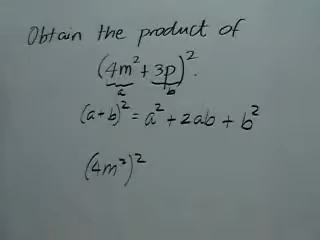 Obtain the product of
(4m² + 3p)².
a b
(a+b)² = a² + 2ab + b²
(4m²)²